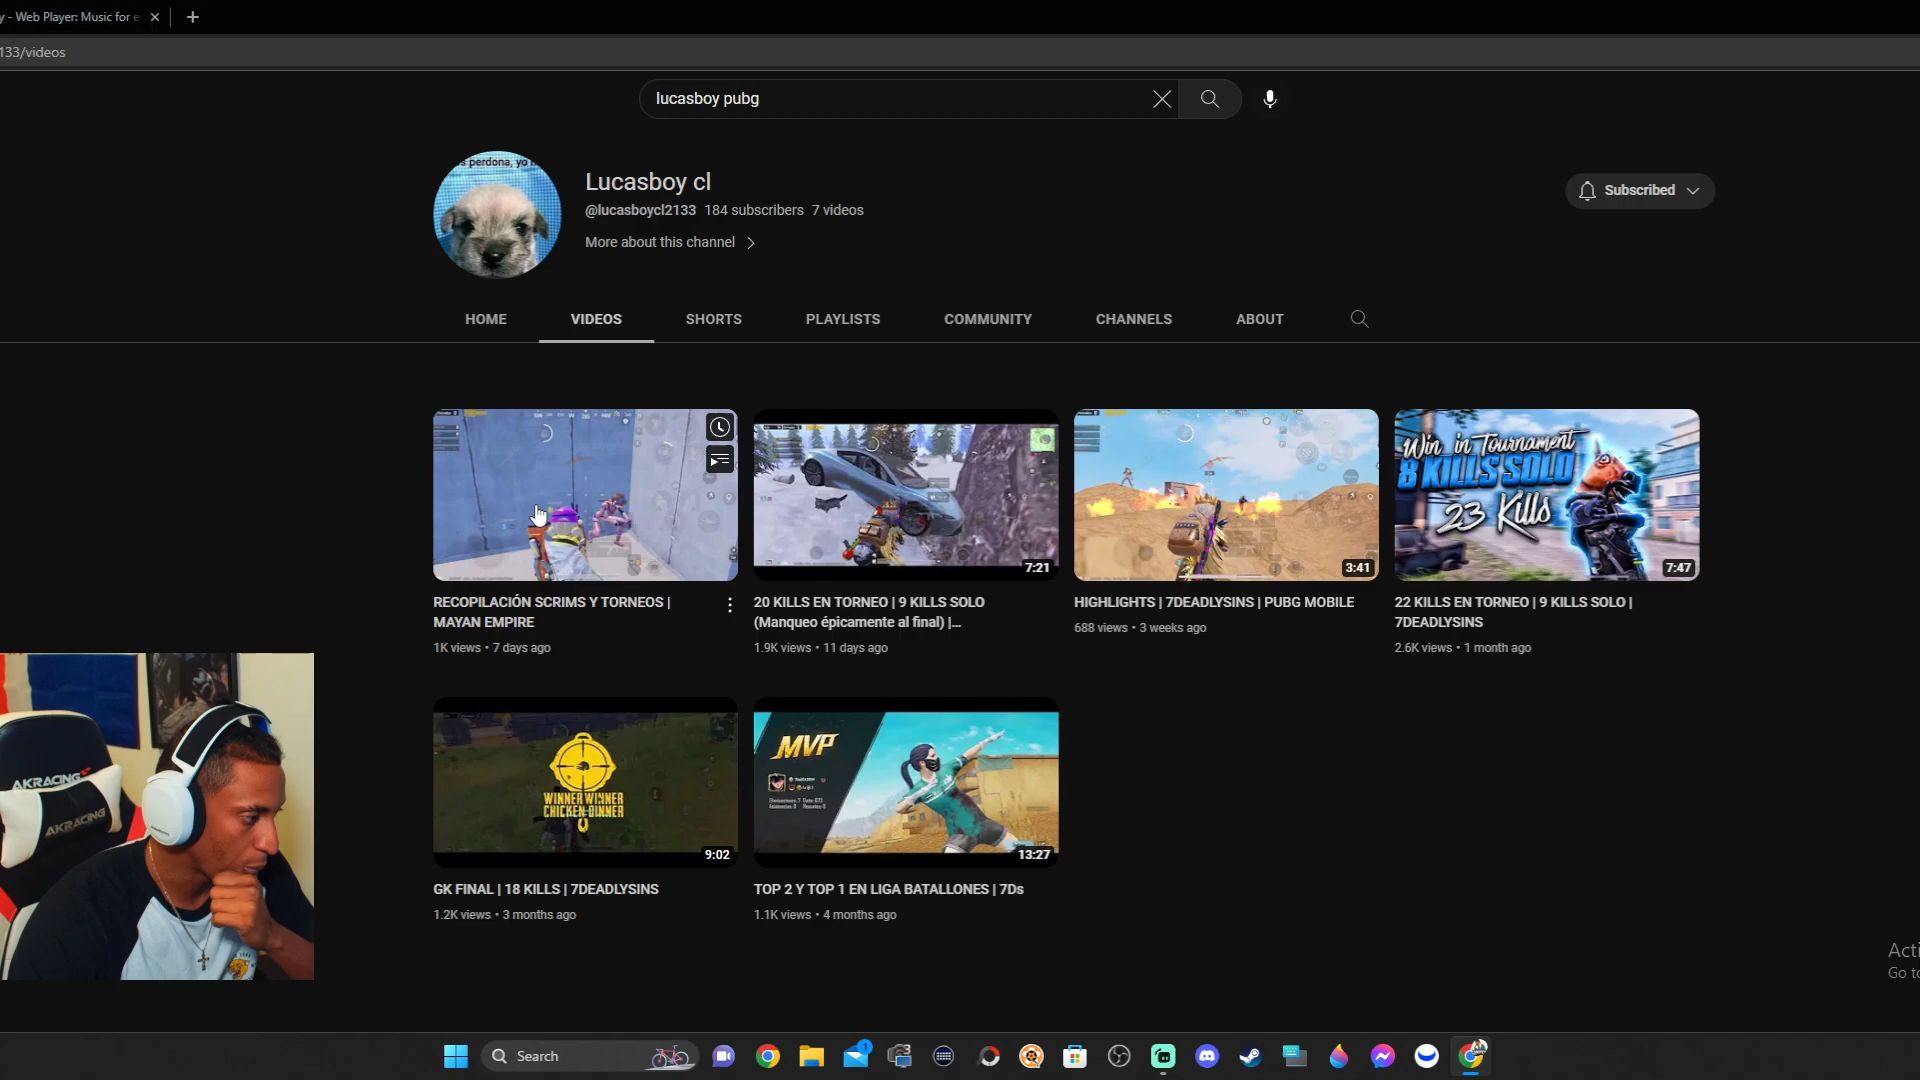 y - Web Player: Music for e
133/videos
lucasboy pubg
s perdona, yo
Lucasboy cl
@lucasboycl2133 184 subscribers 7 videos
More about this channel
Subscribed
HOME VIDEOS SHORTS PLAYLISTS COMMUNITY CHANNELS ABOUT
7:21
3:41
Win in Tournament
8 KILLS SOLO
23 Kills
7:47
RECOPILACIÓN SCRIMS Y TORNEOS |
MAYAN EMPIRE
1K views • 7 days ago
20 KILLS EN TORNEO | 9 KILLS SOLO
(Manqueo épicamente al final) |...
1.9K views • 11 days ago
HIGHLIGHTS | 7DEADLYSINS | PUBG MOBILE
688 views • 3 weeks ago
22 KILLS EN TORNEO | 9 KILLS SOLO |
7DEADLYSINS
2.6K views • 1 month ago
AKRACING
AKRACING
WINNER WINNER
CHICKEN DINNER
9:02
MVP
13:27
GK FINAL | 18 KILLS | 7DEADLYSINS
1.2K views • 3 months ago
TOP 2 Y TOP 1 EN LIGA BATALLONES | 7Ds
1.1K views • 4 months ago
Acti
Go to
Search
1